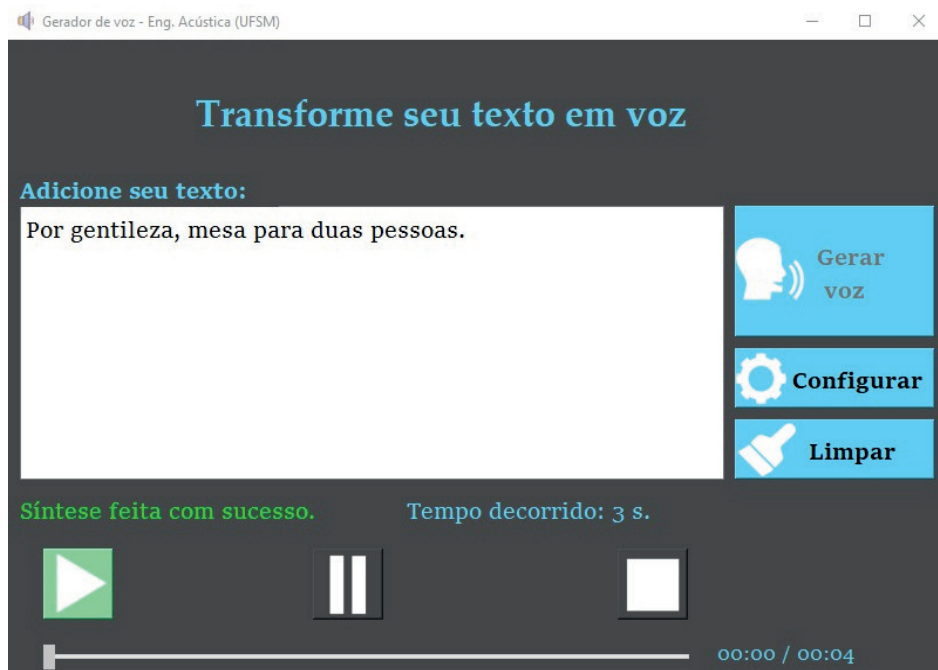 Gerador de voz - Eng. Acústica (UFSM)
Transforme seu texto em voz
Adicione seu texto:
Por gentileza, mesa para duas pessoas.
Gerar
voz
Configurar
Limpar
Síntese feita com sucesso. Tempo decorrido: 3 s.
00:00 / 00:04